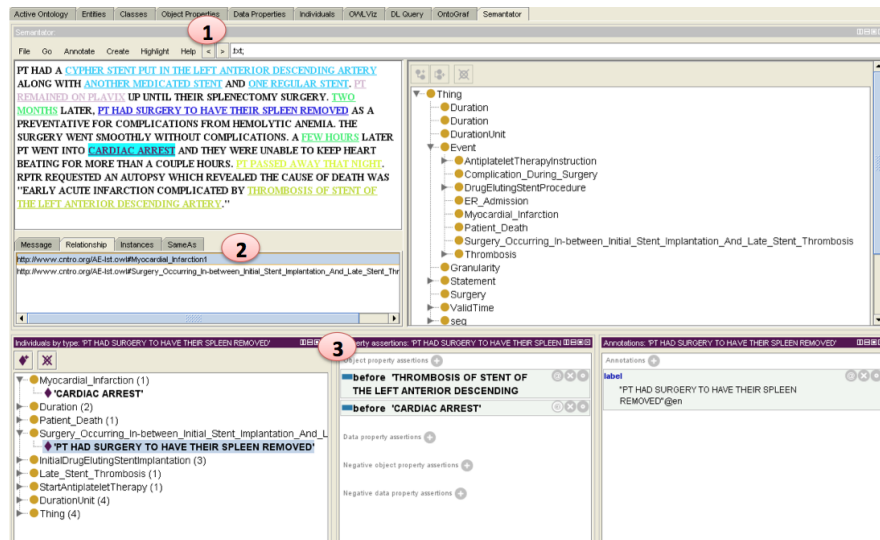 Active Ontology Entities Classes Object Properties Data Properties Individuals OWLViz DL Query OntoGraf Semantator
1
Semantator
File Go Annotate Create Highlight Help < > .txt;
PT HAD A CYPHER STENT PUT IN THE LEFT ANTERIOR DESCENDING ARTERY
ALONG WITH ANOTHER MEDICATED STENT AND ONE REGULAR STENT. PT
REMAINED ON PLAVIX UP UNTIL THEIR SPLENECTOMY SURGERY. TWO
MONTHS LATER, PT HAD SURGERY TO HAVE THEIR SPLEEN REMOVED AS A
PREVENTATIVE FOR COMPLICATIONS FROM HEMOLYTIC ANEMIA. THE
SURGERY WENT SMOOTHLY WITHOUT COMPLICATIONS. A FEW HOURS LATER
PT WENT INTO CARDIAC ARREST AND THEY WERE UNABLE TO KEEP HEART
BEATING FOR MORE THAN A COUPLE HOURS. PT PASSED AWAY THAT NIGHT.
RPTR REQUESTED AN AUTOPSY WHICH REVEALED THE CAUSE OF DEATH WAS
"EARLY ACUTE INFARCTION COMPLICATED BY THROMBOSIS OF STENT OF
THE LEFT ANTERIOR DESCENDING ARTERY."
Thing
Duration
Duration
DurationUnit
Event
AntiplateletTherapyInstruction
Complication_During_Surgery
DrugElutingStentProcedure
ER_Admission
Myocardial_Infarction
Patient_Death
Surgery_Occurring_In-between_Initial_Stent_Implantation_And_Late_Stent_Thrombosis
Thrombosis
Granularity
Statement
Surgery
ValidTime
seg
Message Relationship Instances SameAs
2
http://www.cntro.org/AE-lst.owl#Myocardial_Infarction1
http://www.cntro.org/AE-lst.owl#Surgery_Occurring_In-between_Initial_Stent_Implantation_And_Late_Stent_Thr
Individuals by type: 'PT HAD SURGERY TO HAVE THEIR SPLEEN REMOVED'
Myocardial_Infarction (1)
'CARDIAC ARREST'
Duration (2)
Patient_Death (1)
Surgery_Occurring_In-between_Initial_Stent_Implantation_And_L
'PT HAD SURGERY TO HAVE THEIR SPLEEN REMOVED'
InitialDrugElutingStentImplantation (3)
Late_Stent_Thrombosis (1)
StartAntiplateletTherapy (1)
DurationUnit (4)
Thing (4)
3
perty assertions: 'PT HAD SURGERY TO HAVE THEIR SPLEEN
Object property assertions
before 'THROMBOSIS OF STENT OF
THE LEFT ANTERIOR DESCENDING
before 'CARDIAC ARREST'
Data property assertions
Negative object property assertions
Negative data property assertions
Annotations: 'PT HAD SURGERY TO HAVE THEIR SPLEEN REMOVED'
Annotations
label
"PT HAD SURGERY TO HAVE THEIR SPLEEN
REMOVED"@en